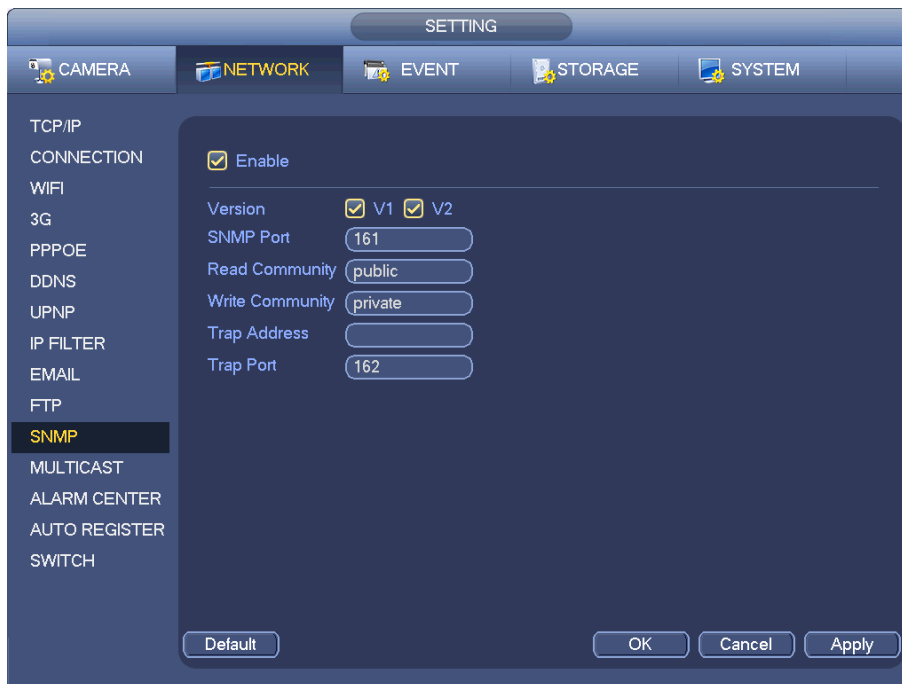 SETTING
CAMERA NETWORK EVENT STORAGE SYSTEM
TCP/IP
CONNECTION
WIFI
3G
PPPOE
DDNS
UPNP
IP FILTER
EMAIL
FTP
SNMP
MULTICAST
ALARM CENTER
AUTO REGISTER
SWITCH
Enable
Version V1 V2
SNMP Port 161
Read Community public
Write Community private
Trap Address
Trap Port 162
Default OK Cancel Apply